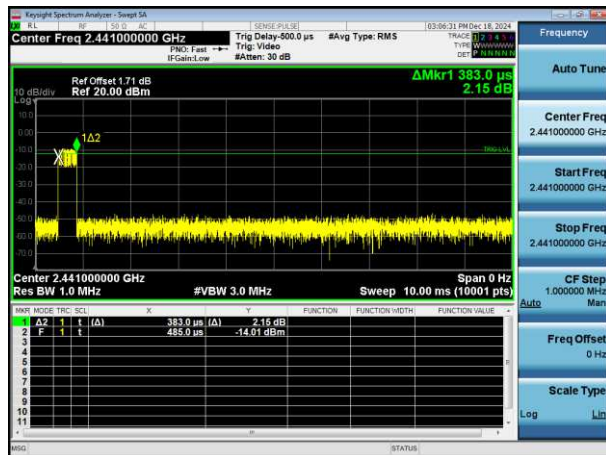 Keysight Spectrum Analyzer - Swept SA
RL RF 50 Ω AC SENSE:PULSE 03:06:31 PM Dec 18, 2024
Center Freq 2.441000000 GHz
PNO: Fast
IFGain:Low
Trig Delay-500.0 µs
Trig: Video
#Atten: 30 dB
#Avg Type: RMS
TRACE 1 2 3 4 5 6
TYPE WWWWWW
DET P N N N N N
Ref Offset 1.71 dB
Ref 20.00 dBm
ΔMkr1 383.0 µs
2.15 dB
10 dB/div
Log
10.0
0.00
-10.0
-20.0
-30.0
-40.0
-50.0
-60.0
-70.0
1Δ2
TRIG LVL
Center 2.441000000 GHz Span 0 Hz
Res BW 1.0 MHz #VBW 3.0 MHz Sweep 10.00 ms (10001 pts)
MKR MODE TRC SCL X Y FUNCTION FUNCTION WIDTH FUNCTION VALUE
1 Δ2 1 t (Δ) 383.0 µs (Δ) 2.15 dB
2 F 1 t 485.0 µs -14.01 dBm
3
4
5
6
7
8
9
10
11
MSG STATUS
Frequency
Auto Tune
Center Freq
2.441000000 GHz
Start Freq
2.441000000 GHz
Stop Freq
2.441000000 GHz
CF Step
1.000000 MHz
Auto Man
Freq Offset
0 Hz
Scale Type
Log Lin